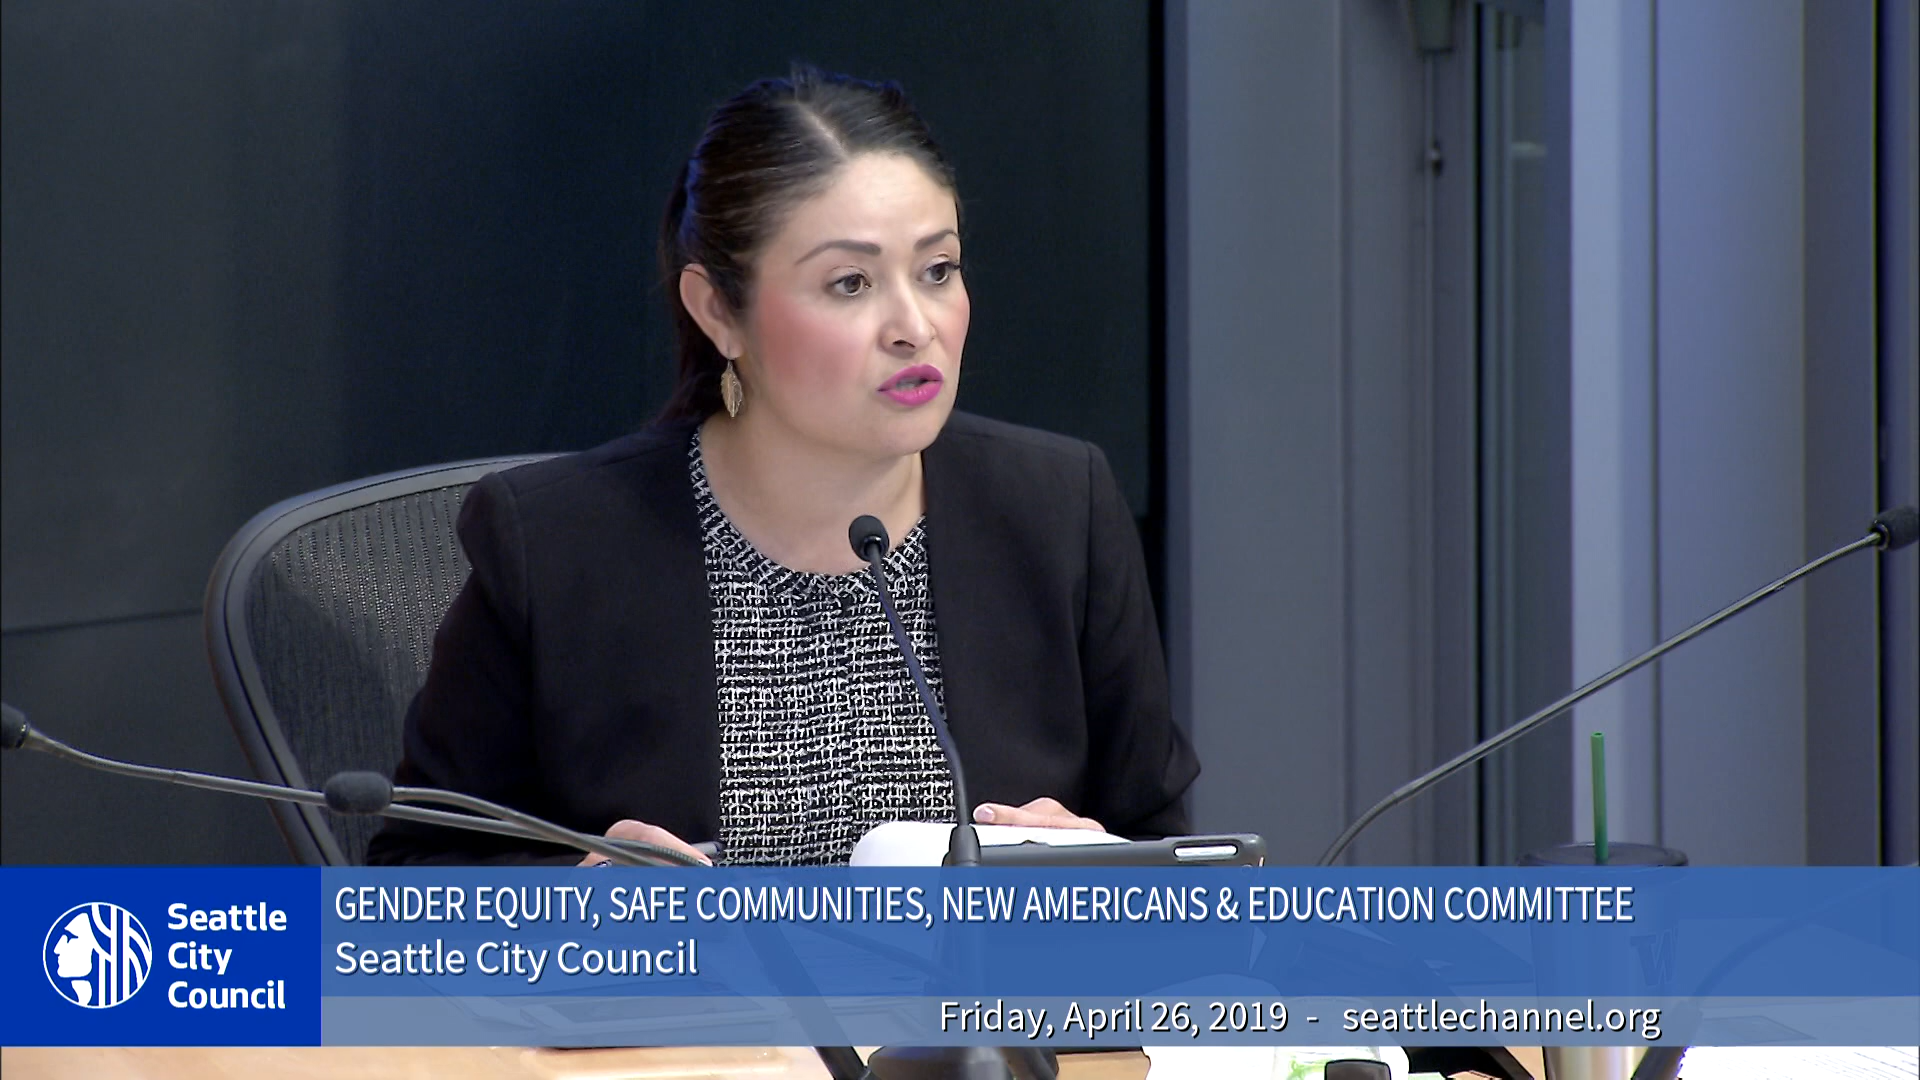 Seattle
City
Council
GENDER EQUITY, SAFE COMMUNITIES, NEW AMERICANS & EDUCATION COMMITTEE
Seattle City Council
Friday, April 26, 2019 - seattlechannel.org